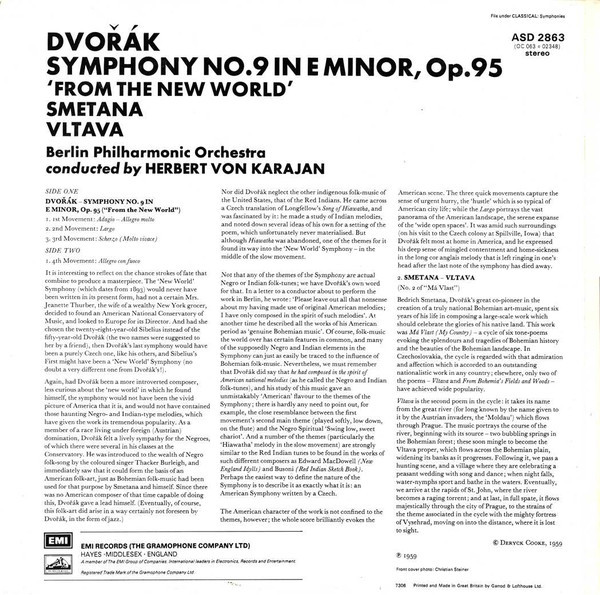 File under CLASSICAL: Symphonies
DVOŘÁK
SYMPHONY NO.9 IN E MINOR, Op.95
'FROM THE NEW WORLD'
SMETANA
VLTAVA
ASD 2863
(OC 063 ◦ 02348)
stereo
Berlin Philharmonic Orchestra
conducted by HERBERT VON KARAJAN
SIDE ONE
DVOŘÁK – SYMPHONY NO. 9 IN
E MINOR, Op. 95 ("From the New World")
1. 1st Movement: Adagio – Allegro molto
2. 2nd Movement: Largo
3. 3rd Movement: Scherzo (Molto vivace)
SIDE TWO
1. 4th Movement: Allegro con fuoco
It is interesting to reflect on the chance strokes of fate that
combine to produce a masterpiece. The 'New World'
Symphony (which dates from 1893) would never have
been written in its present form, had not a certain Mrs.
Jeanette Thurber, the wife of a wealthy New York grocer,
decided to found an American National Conservatory of
Music, and looked to Europe for its Director. And had she
chosen the twenty-eight-year-old Sibelius instead of the
fifty-year-old Dvořák (the two names were suggested to
her by a friend), then Dvořák's last symphony would have
been a purely Czech one, like his others, and Sibelius's
First might have been a 'New World' Symphony (no
doubt a very different one from Dvořák's!).
Again, had Dvořák been a more introverted composer,
less curious about the 'new world' in which he found
himself, the symphony would not have been the vivid
picture of America that it is, and would not have contained
those haunting Negro- and Indian-type melodies, which
have given the work its tremendous popularity. As a
member of a race living under foreign (Austrian)
domination, Dvořák felt a lively sympathy for the Negroes,
of which there were several in his classes at the
Conservatory. He was introduced to the wealth of Negro
folk-song by the coloured singer Thacker Burleigh, and
immediately saw that it could form the basis of an
American folk-art, just as Bohemian folk-music had been
used for that purpose by Smetana and himself. Since there
was no American composer of that time capable of doing
this, Dvořák gave a lead himself. (Eventually, of course,
this folk-art did arise in a way certainly not foreseen by
Dvořák, in the form of jazz.)
Nor did Dvořák neglect the other indigenous folk-music of
the United States, that of the Red Indians. He came across
a Czech translation of Longfellow's Song of Hiawatha, and
was fascinated by it: he made a study of Indian melodies,
and noted down several ideas of his own for a setting of the
poem, which unfortunately never materialised. But
although Hiawatha was abandoned, one of the themes for it
found its way into the 'New World' Symphony – in the
middle of the slow movement.
Not that any of the themes of the Symphony are actual
Negro or Indian folk-tunes; we have Dvořák's own word
for that. In a letter to a conductor about to perform the
work in Berlin, he wrote: 'Please leave out all that nonsense
about my having made use of original American melodies;
I have only composed in the spirit of such melodies'. At
another time he described all the works of his American
period as 'genuine Bohemian music'. Of course, folk-music
the world over has certain features in common, and many
of the supposedly American elements in the
Symphony can just as easily be traced to the influence of
Bohemian folk-music. Nevertheless, we must remember
that Dvořák did say that he had composed in the spirit of
American national melodies (as he called the Negro and Indian
folk-tunes), and his study of this music gave an
unmistakably 'American' flavour to the themes of the
Symphony; there is hardly any need to point out, for
example, the close resemblance between the first
movement's second main theme (played softly, low down,
on the flute) and the Negro Spiritual 'Swing low, sweet
chariot'. And a number of the themes (particularly the
'Hiawatha' melody in the slow movement) are strongly
similar to the Red Indian tunes to be found in the works of
such different composers as Edward MacDowell (New
England Idylls) and Busoni (Red Indian Sketch Book).
Perhaps the easiest way to define the nature of the
Symphony is to describe it as exactly what it is: an
American Symphony written by a Czech.
The American character of the work is not confined to the
themes, however; the whole score brilliantly evokes the
American scene. The three quick movements capture the
sense of urgent hurry, the 'hustle' which is so typical of
American city life; while the Largo portrays the vast
panorama of the American landscape, the serene expanse
of the 'wide open spaces'. It was amid such surroundings
(on his visit to the Czech colony at Spillville, Iowa) that
Dvořák felt most at home in America, and he expressed
his deep sense of mingled contentment and home-sickness
in the long cor anglais melody that is left ringing in one's
head after the last note of the symphony has died away.
2. SMETANA – VLTAVA
(No. 2 of "Má Vlast")
Bedrich Smetana, Dvořák's great co-pioneer in the
creation of a truly national Bohemian art-music, spent six
years of his life in composing a large-scale work which
should celebrate the glories of his native land. This work
was Má Vlast (My Country) – a cycle of six tone-poems
evoking the splendours and tragedies of Bohemian history
and the beauties of the Bohemian landscape. In
Czechoslovakia, the cycle is regarded with that admiration
and affection which is accorded to an outstanding
nationalistic work in any country; elsewhere, only two of
the poems – Vltava and From Bohemia's Fields and Woods –
have achieved wide popularity.
Vltava is the second poem in the cycle: it takes its name
from the great river (for long known by the name given to
it by the Austrian invaders, the 'Moldau') which flows
through Prague. The music portrays the course of the
river, beginning with its source – two bubbling springs in
the Bohemian forest; these soon mingle to become the
Vltava proper, which flows across the Bohemian plain,
widening its banks as it progresses. Following it, we pass a
hunting scene, and a village where they are celebrating a
peasant wedding with song and dance; when night falls,
water-nymphs sport and bathe in the waters. Eventually,
we arrive at the rapids of St. John, where the river
becomes a raging torrent; and at last, in full spate, it flows
majestically through the city of Prague, to the strains of
the theme associated in the cycle with the mighty fortress
of Vysehrad, moving on into the distance, where it is lost
to sight.
© DERYCK COOKE, 1959
℗ 1959
Front cover photo: Christian Steiner
EMI
EMI RECORDS (THE GRAMOPHONE COMPANY LTD)
HAYES · MIDDLESEX · ENGLAND
A member of The EMI Group of Companies. International leaders in Electronics, Records and Entertainment
Registered Trade Mark of the Gramophone Company Ltd
7306 Printed and Made in Great Britain by Garrod & Lofthouse Ltd.